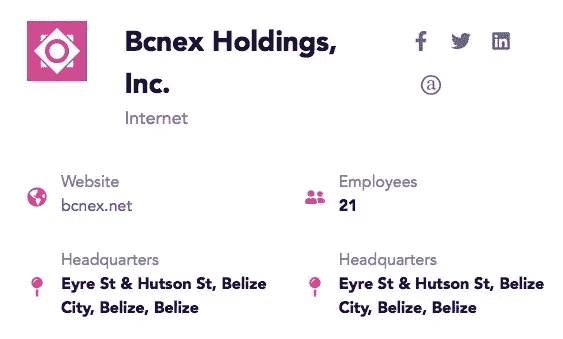 Bcnex Holdings,
Inc.
Internet
Website
bcnex.net
Employees
21
Headquarters
Eyre St & Hutson St, Belize
City, Belize, Belize
Headquarters
Eyre St & Hutson St, Belize
City, Belize, Belize